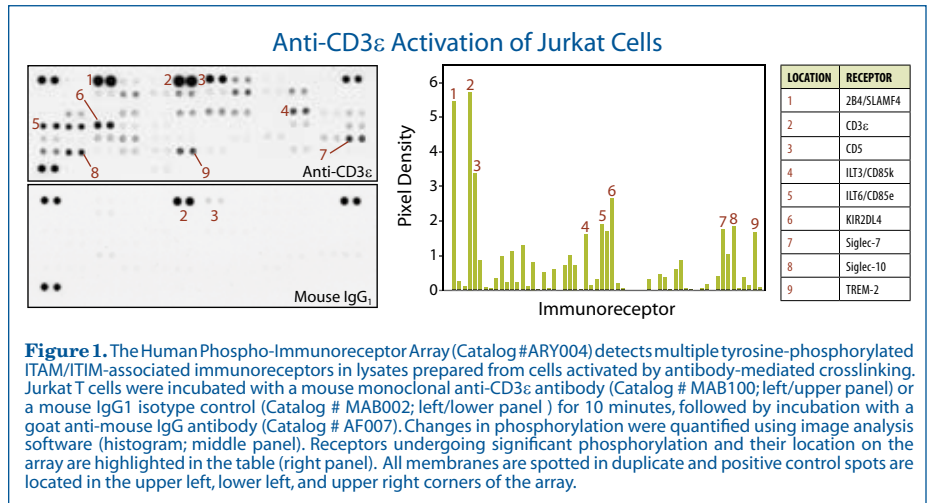 Anti-CD3ε Activation of Jurkat Cells
1
2
3
6
4
5
7
8
9
Anti-CD3ε
2
3
Mouse IgG1
Pixel Density
6
5
4
3
2
1
0
1
2
3
4
5
6
7
8
9
Immunoreceptor
LOCATION RECEPTOR
1 2B4/SLAMF4
2 CD3ε
3 CD5
4 ILT3/CD85k
5 ILT6/CD85e
6 KIR2DL4
7 Siglec-7
8 Siglec-10
9 TREM-2
Figure 1. The Human Phospho-Immunoreceptor Array (Catalog #ARY004) detects multiple tyrosine-phosphorylated
ITAM/ITIM-associated immunoreceptors in lysates prepared from cells activated by antibody-mediated crosslinking.
Jurkat T cells were incubated with a mouse monoclonal anti-CD3ε antibody (Catalog # MAB100; left/upper panel) or
a mouse IgG1 isotype control (Catalog # MAB002; left/lower panel ) for 10 minutes, followed by incubation with a
goat anti-mouse IgG antibody (Catalog # AF007). Changes in phosphorylation were quantified using image analysis
software (histogram; middle panel). Receptors undergoing significant phosphorylation and their location on the
array are highlighted in the table (right panel). All membranes are spotted in duplicate and positive control spots are
located in the upper left, lower left, and upper right corners of the array.